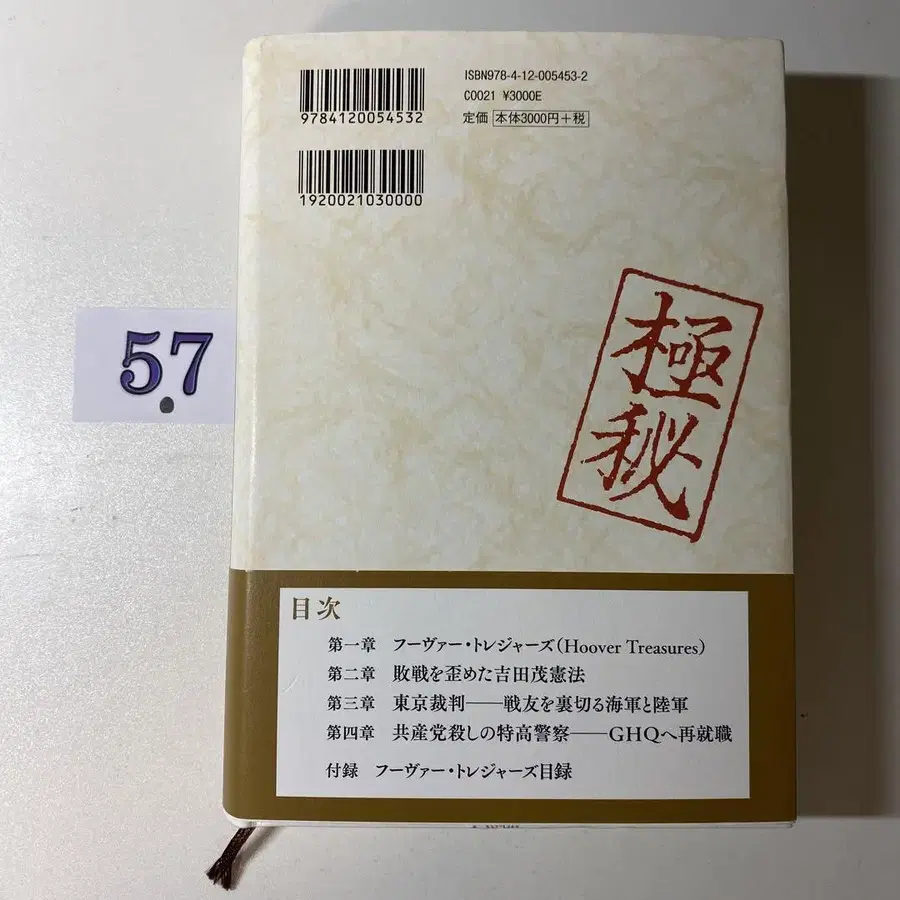 ISBN978-4-12-005453-2
C0021 ¥3000E
定価 本体3000円+税
9784120054532
1920021030000
57
極秘
目次
第一章 フーヴァー・トレジャーズ(Hoover Treasures)
第二章 敗戦を歪めた吉田茂憲法
第三章 東京裁判――戦友を裏切る海軍と陸軍
第四章 共産党殺しの特高警察――GHQへ再就職
付録 フーヴァー・トレジャーズ目録